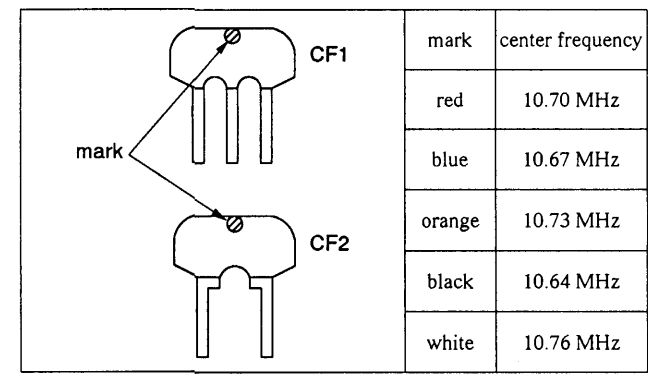 CF1
mark
CF2
mark center frequency
red 10.70 MHz
blue 10.67 MHz
orange 10.73 MHz
black 10.64 MHz
white 10.76 MHz